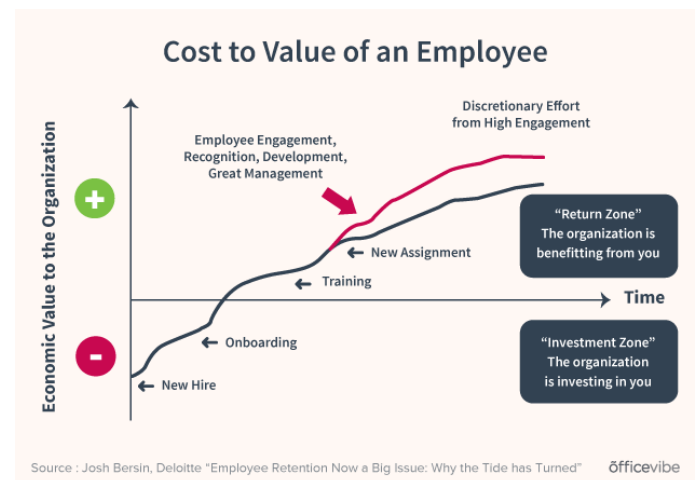 Cost to Value of an Employee
Economic Value to the Organization
+
-
Employee Engagement,
Recognition, Development,
Great Management
Discretionary Effort
from High Engagement
New Assignment
Training
Onboarding
New Hire
“Return Zone”
The organization is
benefitting from you
Time
“Investment Zone”
The organization
is investing in you
Source : Josh Bersin, Deloitte “Employee Retention Now a Big Issue: Why the Tide has Turned”
õfficevibe